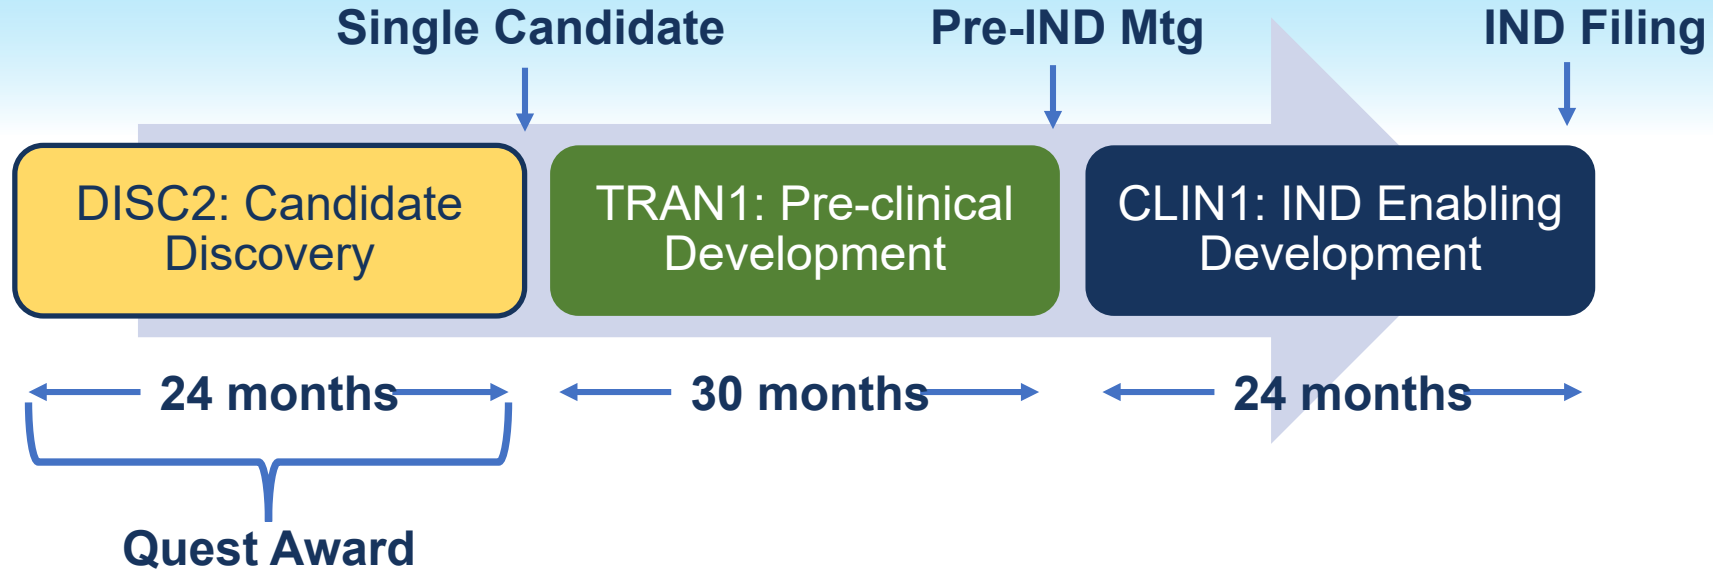 Single Candidate
Pre-IND Mtg
IND Filing
DISC2: Candidate
Discovery
TRAN1: Pre-clinical
Development
CLIN1: IND Enabling
Development
24 months
30 months
24 months
Quest Award